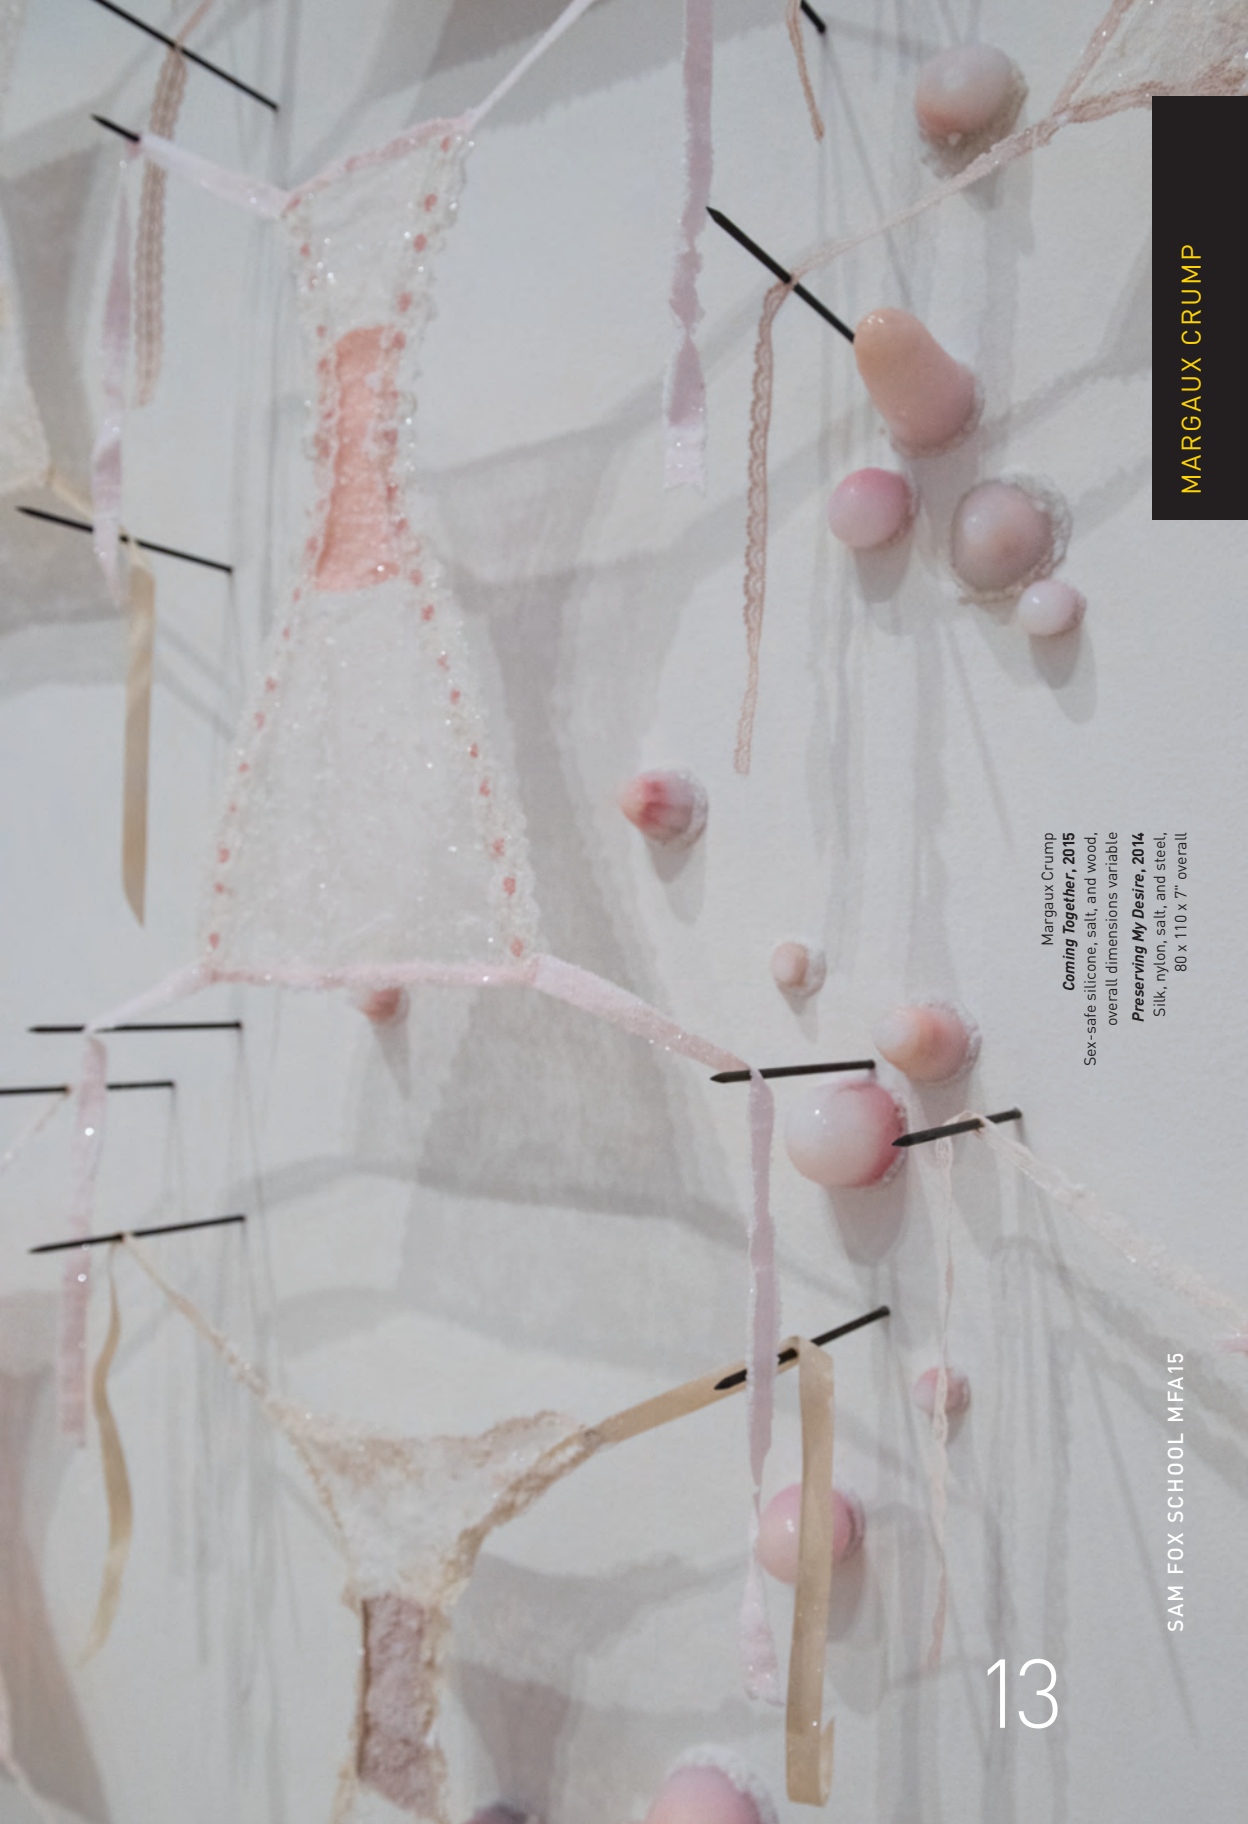 MARGAUX CRUMP
Margaux Crump
Coming Together, 2015
Sex-safe silicone, salt, and wood,
overall dimensions variable
Preserving My Desire, 2014
Silk, nylon, salt, and steel,
80 x 110 x 7" overall
SAM FOX SCHOOL MFA15
13